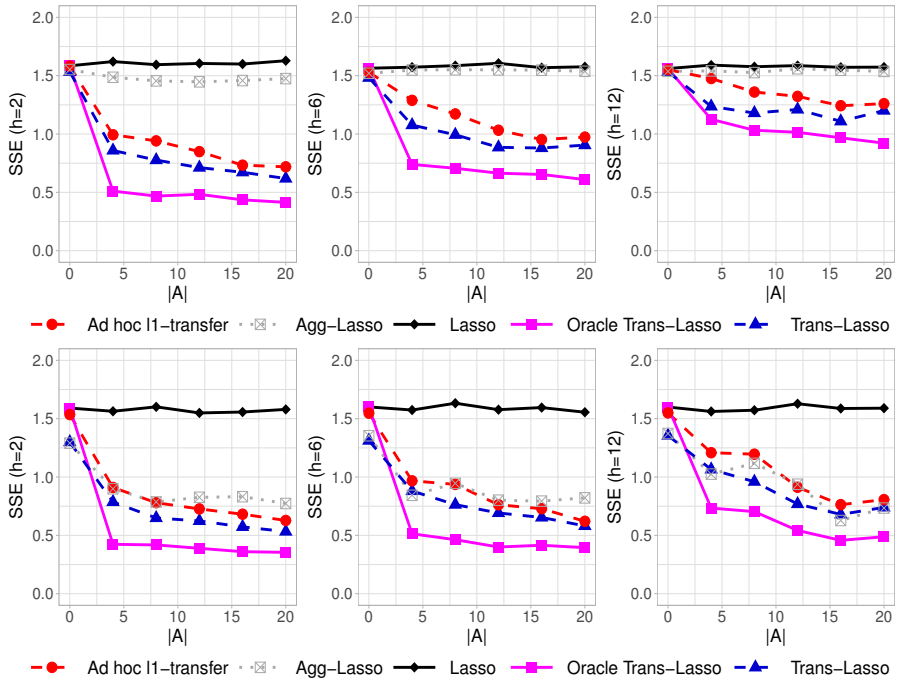 2.0 2.0 2.0
1.5 1.5 1.5
1.0 1.0 1.0
0.5 0.5 0.5
0.0 0.0 0.0
SSE (h=2) SSE (h=6) SSE (h=12)
0 5 10 15 20 0 5 10 15 20 0 5 10 15 20
|A| |A| |A|
Ad hoc l1−transfer Agg−Lasso Lasso Oracle Trans−Lasso Trans−Lasso
2.0 2.0 2.0
1.5 1.5 1.5
1.0 1.0 1.0
0.5 0.5 0.5
0.0 0.0 0.0
SSE (h=2) SSE (h=6) SSE (h=12)
0 5 10 15 20 0 5 10 15 20 0 5 10 15 20
|A| |A| |A|
Ad hoc l1−transfer Agg−Lasso Lasso Oracle Trans−Lasso Trans−Lasso